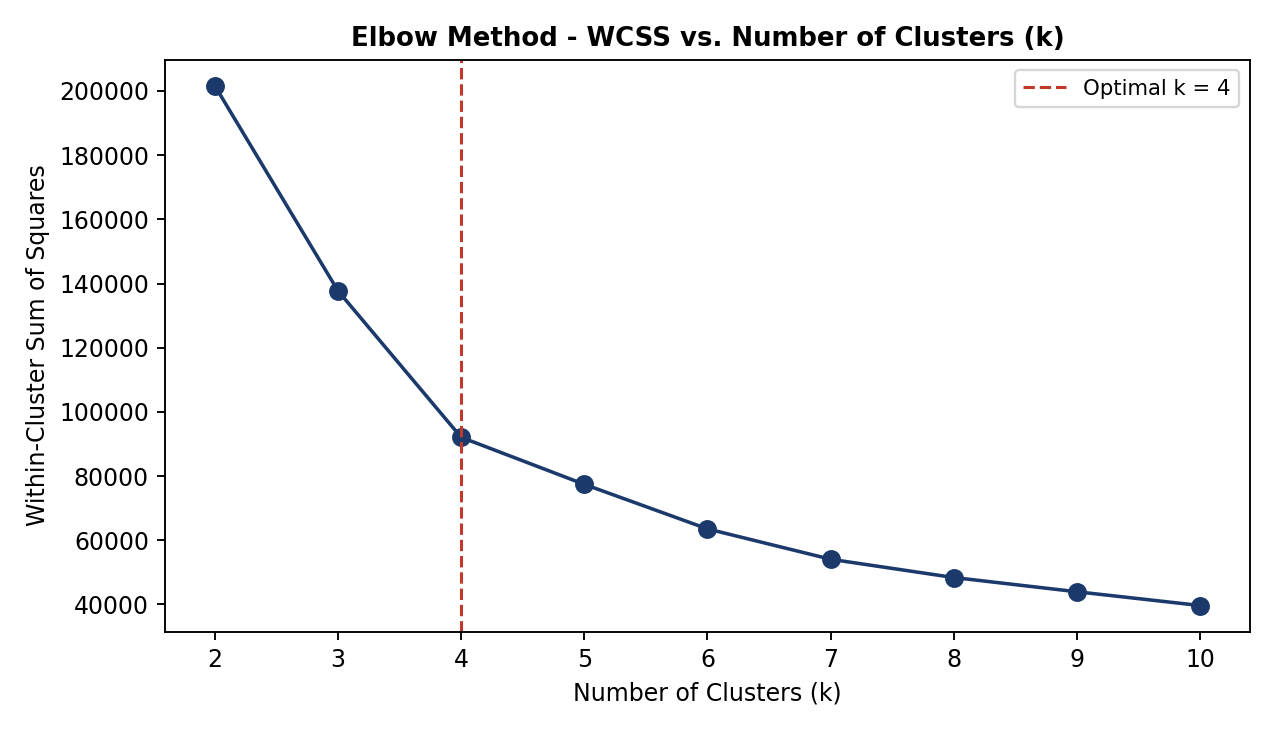 Elbow Method - WCSS vs. Number of Clusters (k)
Optimal k = 4
Within-Cluster Sum of Squares
200000
180000
160000
140000
120000
100000
80000
60000
40000
2 3 4 5 6 7 8 9 10
Number of Clusters (k)